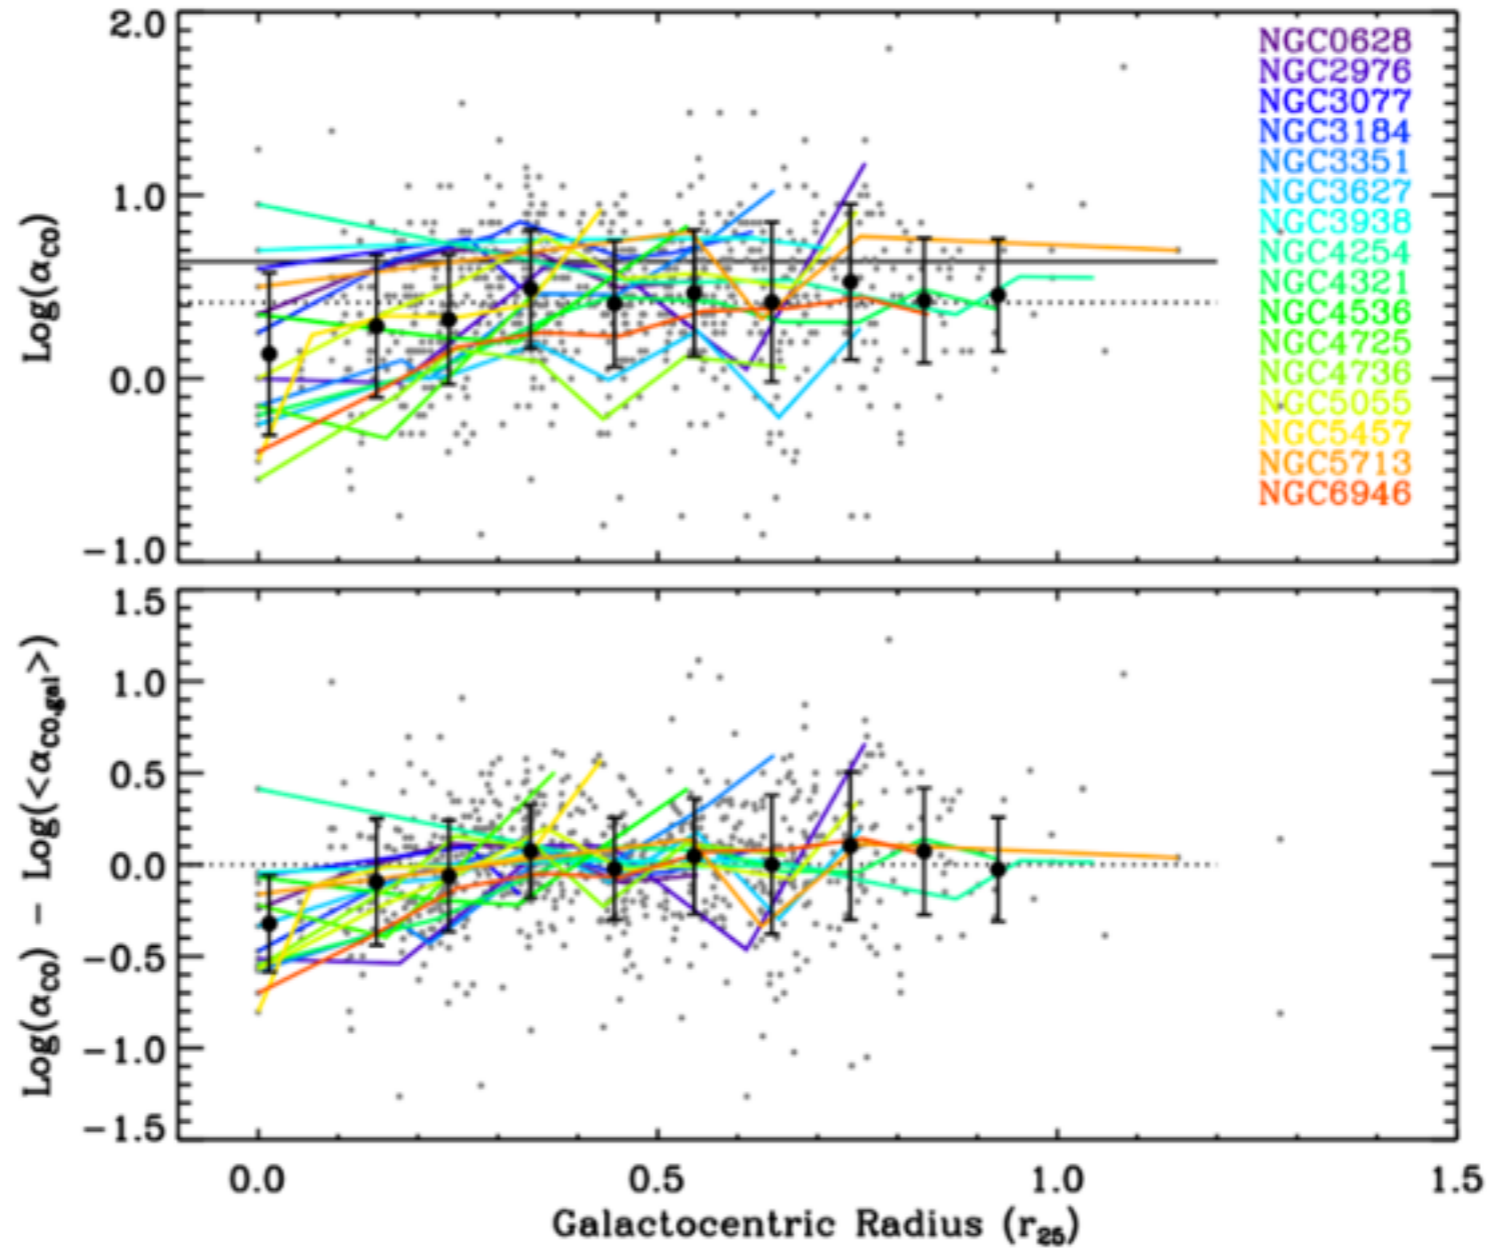 2.0
1.0
0.0
−1.0
Log(αCO)
NGC0628
NGC2976
NGC3077
NGC3184
NGC3351
NGC3627
NGC3938
NGC4254
NGC4321
NGC4536
NGC4725
NGC4736
NGC5055
NGC5457
NGC5713
NGC6946
1.5
1.0
0.5
0.0
−0.5
−1.0
−1.5
Log(αCO) − Log(<αCO,gal>)
0.0 0.5 1.0 1.5
Galactocentric Radius (r25)